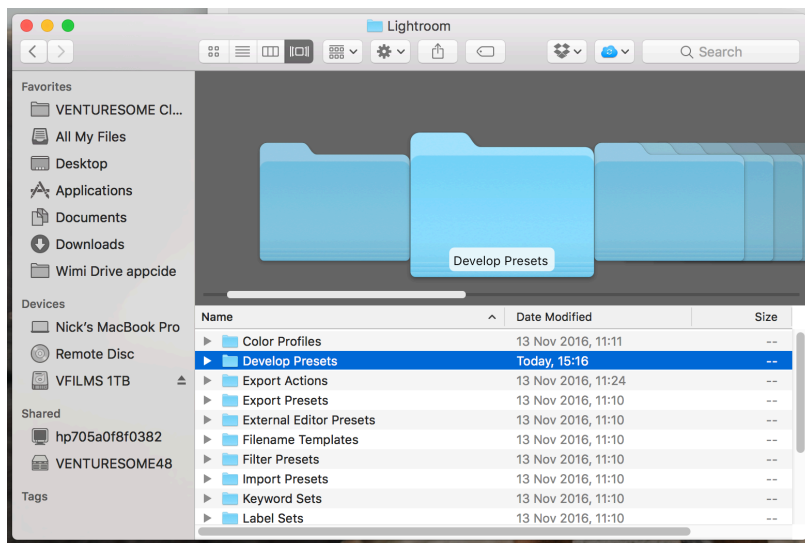 Lightroom
Search
Favorites
VENTURESOME Cl...
All My Files
Desktop
Applications
Documents
Downloads
Wimi Drive appcide
Devices
Nick's MacBook Pro
Remote Disc
VFILMS 1TB
Shared
hp705a0f8f0382
VENTURESOME48
Tags
Develop Presets
Name Date Modified Size
Color Profiles 13 Nov 2016, 11:11 --
Develop Presets Today, 15:16 --
Export Actions 13 Nov 2016, 11:24 --
Export Presets 13 Nov 2016, 11:10 --
External Editor Presets 13 Nov 2016, 11:10 --
Filename Templates 13 Nov 2016, 11:10 --
Filter Presets 13 Nov 2016, 11:10 --
Import Presets 13 Nov 2016, 11:10 --
Keyword Sets 13 Nov 2016, 11:10 --
Label Sets 13 Nov 2016, 11:10 --